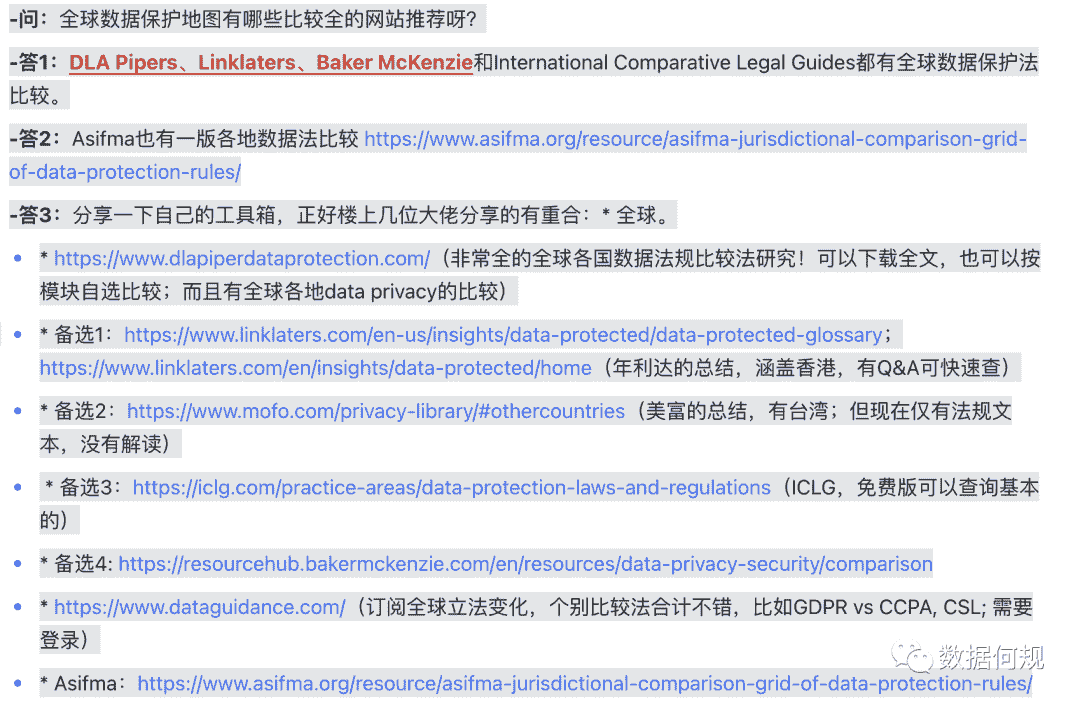 -问：全球数据保护地图有哪些比较全的网站推荐呀？
-答1：DLA Pipers、Linklaters、Baker McKenzie和International Comparative Legal Guides都有全球数据保护法
比较。
-答2：Asifma也有一版各地数据法比较 https://www.asifma.org/resource/asifma-jurisdictional-comparison-grid-
of-data-protection-rules/
-答3：分享一下自己的工具箱，正好楼上几位大佬分享的有重合：* 全球。
• * https://www.dlapiperdataprotection.com/（非常全的全球各国数据法规比较法研究！可以下载全文，也可以按
模块自选比较；而且有全球各地data privacy的比较）
• * 备选1：https://www.linklaters.com/en-us/insights/data-protected/data-protected-glossary；
https://www.linklaters.com/en/insights/data-protected/home（年利达的总结，涵盖香港，有Q&A可快速查）
• * 备选2：https://www.mofo.com/privacy-library/#othercountries（美富的总结，有台湾；但现在仅有法规文
本，没有解读）
• * 备选3：https://iclg.com/practice-areas/data-protection-laws-and-regulations（ICLG，免费版可以查询基本
的）
• * 备选4: https://resourcehub.bakermckenzie.com/en/resources/data-privacy-security/comparison
• * https://www.dataguidance.com/（订阅全球立法变化，个别比较法合计不错，比如GDPR vs CCPA, CSL; 需要
登录）
• * Asifma：https://www.asifma.org/resource/asifma-jurisdictional-comparison-grid-of-data-protection-rules/
数据何规